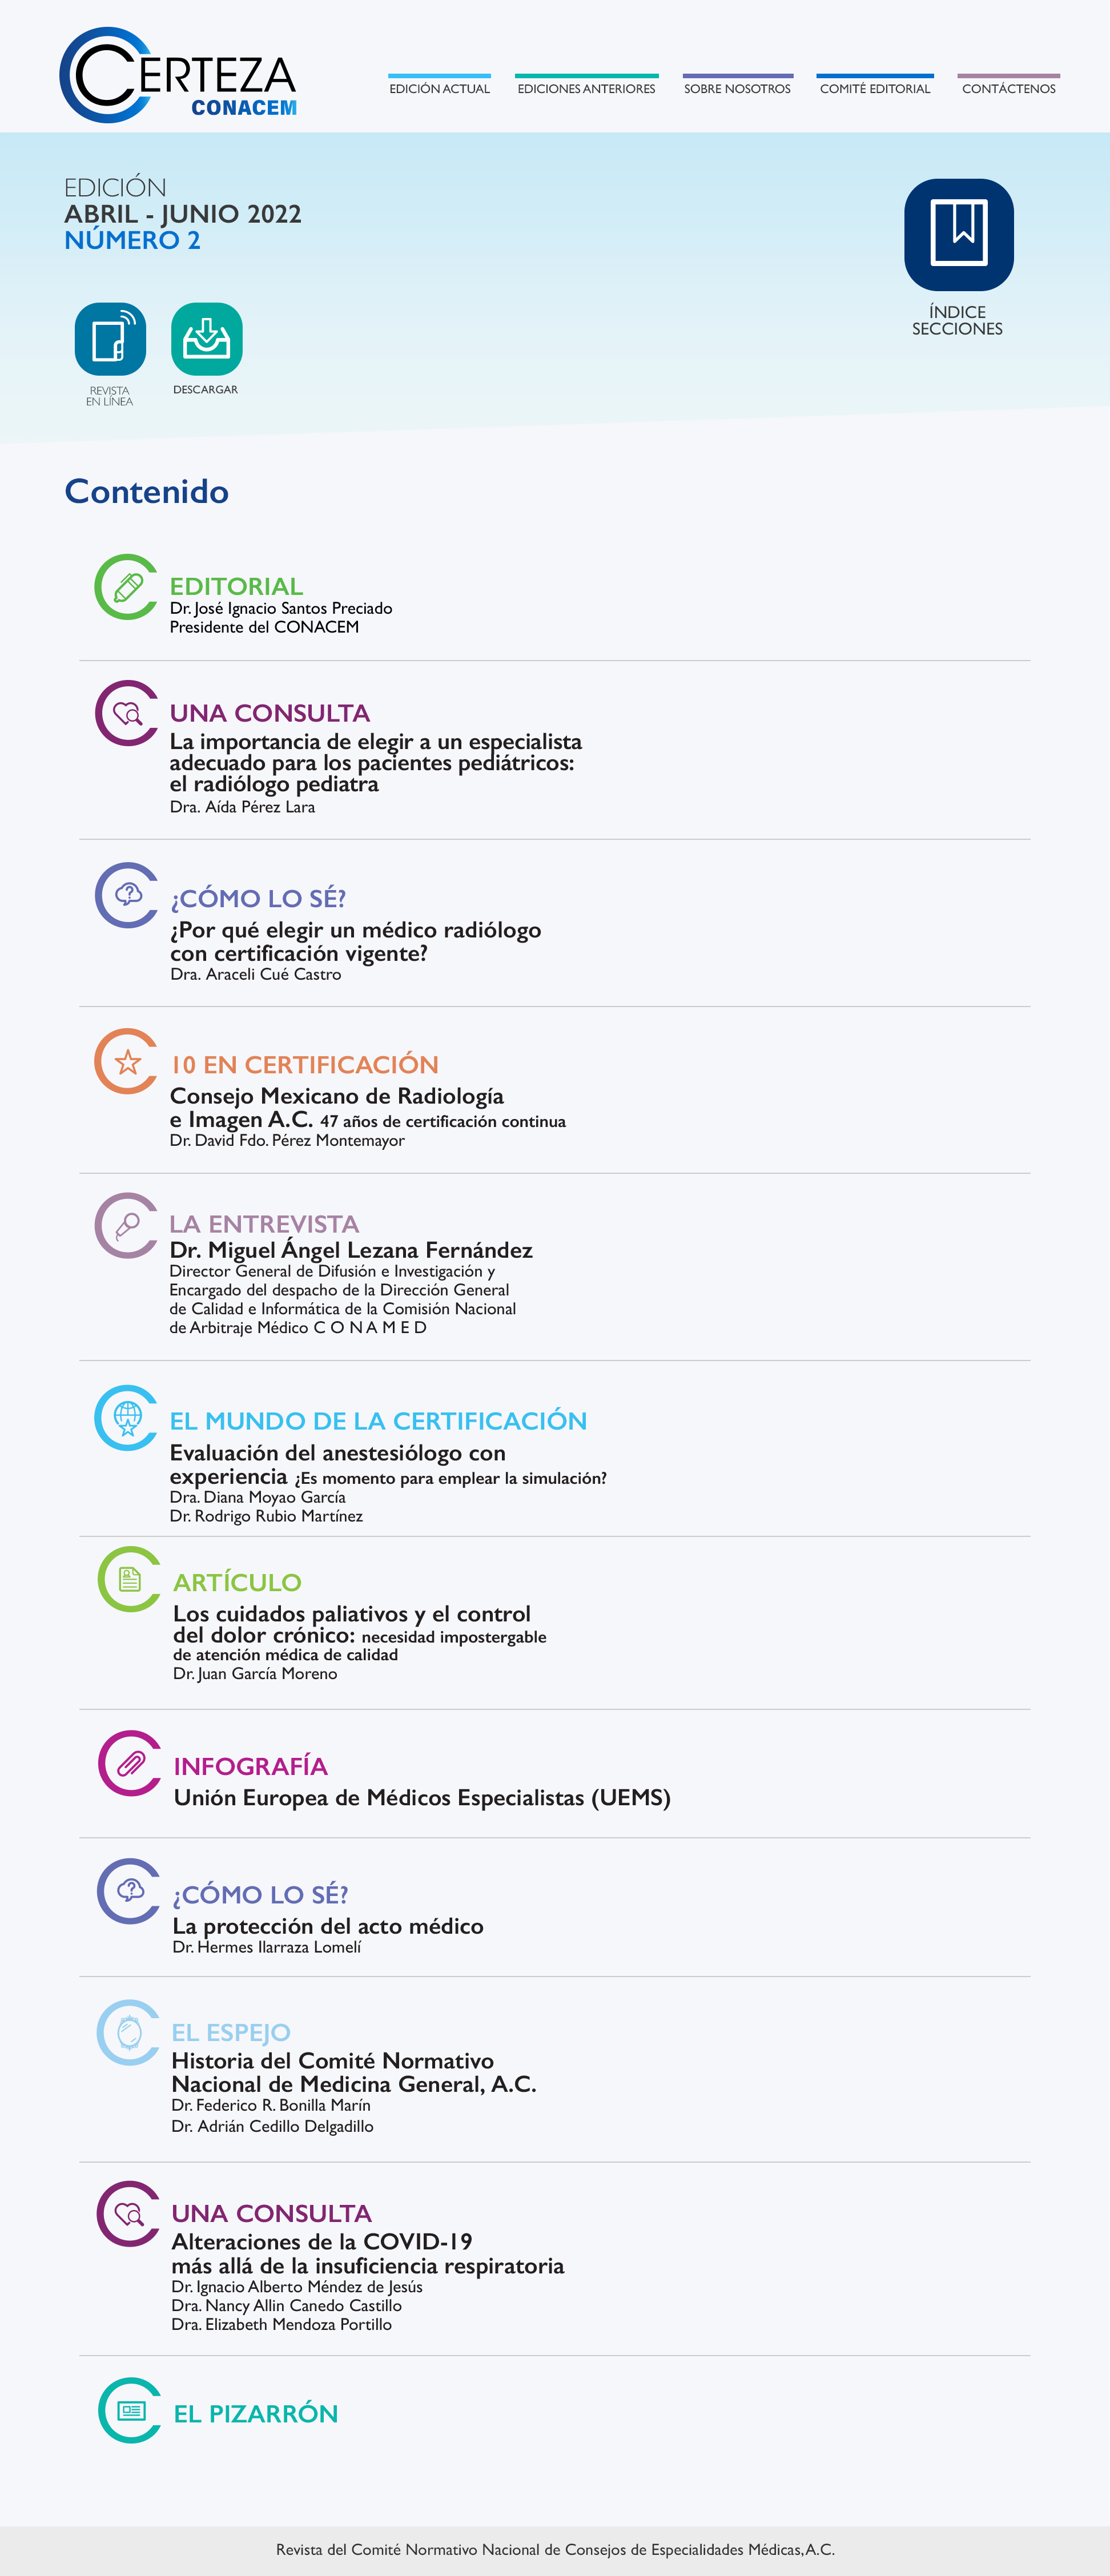 CERTEZA
CONACEM
EDICIÓN ACTUAL
EDICIONES ANTERIORES
SOBRE NOSOTROS
COMITÉ EDITORIAL
CONTÁCTENOS
EDICIÓN
ABRIL - JUNIO 2022
NÚMERO 2
REVISTA
EN LÍNEA
DESCARGAR
ÍNDICE
SECCIONES
Contenido
EDITORIAL
Dr. José Ignacio Santos Preciado
Presidente del CONACEM
UNA CONSULTA
La importancia de elegir a un especialista
adecuado para los pacientes pediátricos:
el radiólogo pediatra
Dra. Aída Pérez Lara
¿CÓMO LO SÉ?
¿Por qué elegir un médico radiólogo
con certificación vigente?
Dra. Araceli Cué Castro
10 EN CERTIFICACIÓN
Consejo Mexicano de Radiología
e Imagen A.C. 47 años de certificación continua
Dr. David Fdo. Pérez Montemayor
LA ENTREVISTA
Dr. Miguel Ángel Lezana Fernández
Director General de Difusión e Investigación y
Encargado del despacho de la Dirección General
de Calidad e Informática de la Comisión Nacional
de Arbitraje Médico C O N A M E D
EL MUNDO DE LA CERTIFICACIÓN
Evaluación del anestesiólogo con
experiencia ¿Es momento para emplear la simulación?
Dra. Diana Moyao García
Dr. Rodrigo Rubio Martínez
ARTÍCULO
Los cuidados paliativos y el control
del dolor crónico: necesidad impostergable
de atención médica de calidad
Dr. Juan García Moreno
INFOGRAFÍA
Unión Europea de Médicos Especialistas (UEMS)
¿CÓMO LO SÉ?
La protección del acto médico
Dr. Hermes Ilarraza Lomelí
EL ESPEJO
Historia del Comité Normativo
Nacional de Medicina General, A.C.
Dr. Federico R. Bonilla Marín
Dr. Adrián Cedillo Delgadillo
UNA CONSULTA
Alteraciones de la COVID-19
más allá de la insuficiencia respiratoria
Dr. Ignacio Alberto Méndez de Jesús
Dra. Nancy Allin Canedo Castillo
Dra. Elizabeth Mendoza Portillo
EL PIZARRÓN
Revista del Comité Normativo Nacional de Consejos de Especialidades Médicas, A.C.